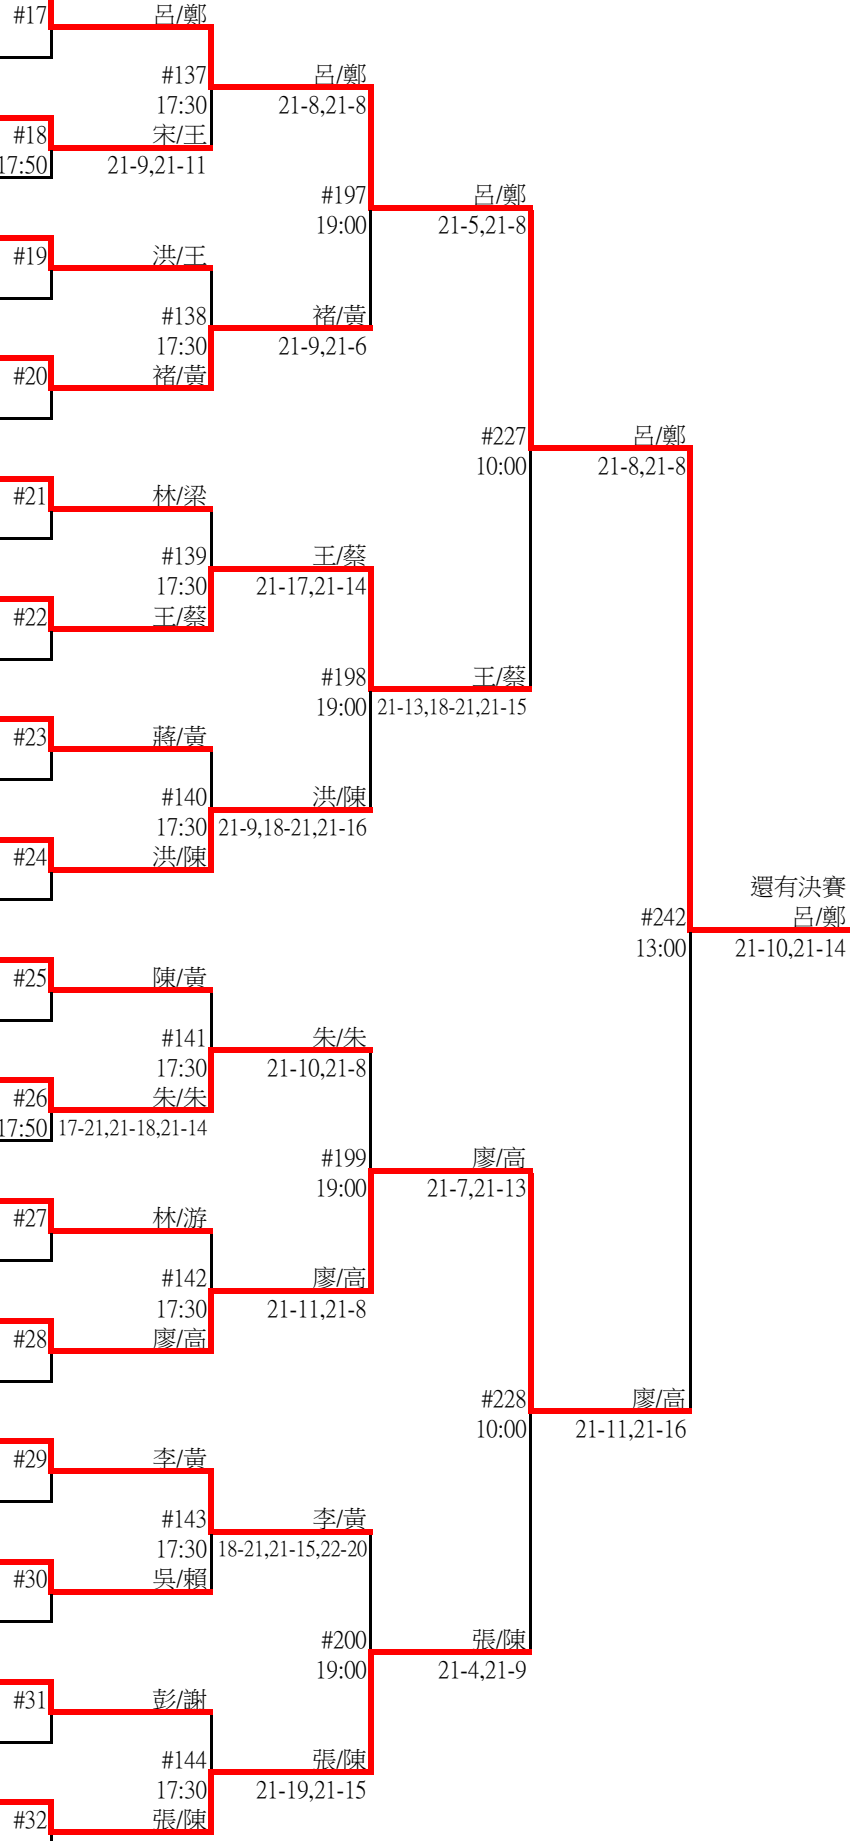 #17 呂/鄭
#137 呂/鄭
17:30 21-8,21-8
#18 宋/王
17:50 21-9,21-11
#197 呂/鄭
19:00 21-5,21-8
#19 洪/王
#138 褚/黃
17:30 21-9,21-6
#20 褚/黃
#227 呂/鄭
10:00 21-8,21-8
#21 林/梁
#139 王/蔡
17:30 21-17,21-14
#22 王/蔡
#198 王/蔡
19:00 21-13,18-21,21-15
#23 蔣/黃
#140 洪/陳
17:30 21-9,18-21,21-16
#24 洪/陳
還有決賽
#242 呂/鄭
13:00 21-10,21-14
#25 陳/黃
#141 朱/朱
17:30 21-10,21-8
#26 朱/朱
17:50 17-21,21-18,21-14
#199 廖/高
19:00 21-7,21-13
#27 林/游
#142 廖/高
17:30 21-11,21-8
#28 廖/高
#228 廖/高
10:00 21-11,21-16
#29 李/黃
#143 李/黃
17:30 18-21,21-15,22-20
#30 吳/賴
#200 張/陳
19:00 21-4,21-9
#31 彭/謝
#144 張/陳
17:30 21-19,21-15
#32 張/陳